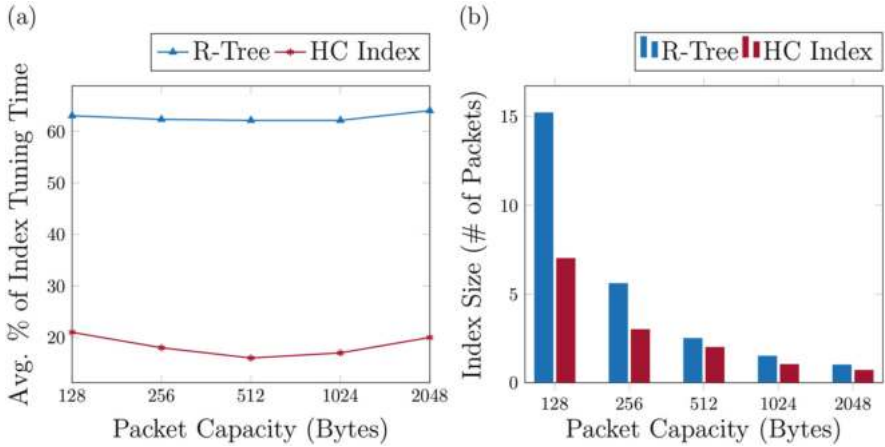 (a)
R-Tree HC Index
Avg. % of Index Tuning Time
60
50
40
30
20
128 256 512 1024 2048
Packet Capacity (Bytes)
(b)
R-Tree HC Index
Index Size (# of Packets)
15
10
5
0
128 256 512 1024 2048
Packet Capacity (Bytes)